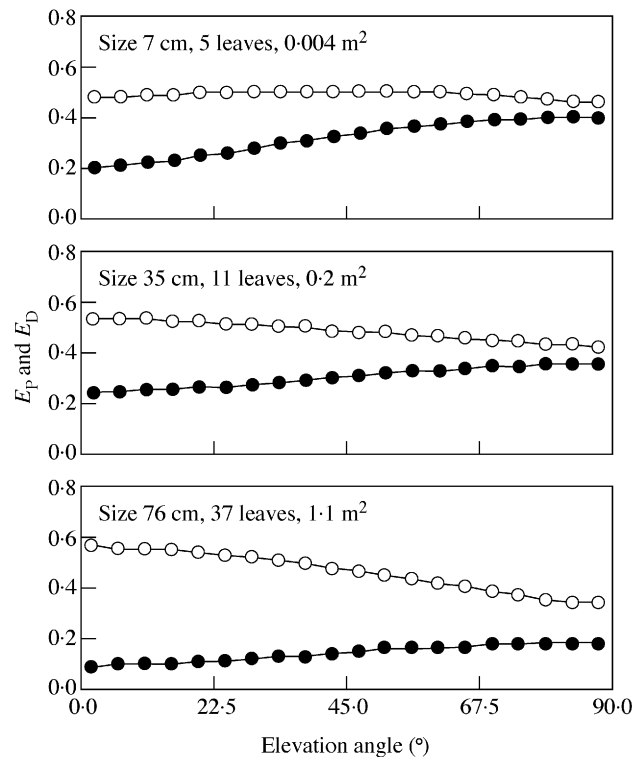 0·8
Size 7 cm, 5 leaves, 0·004 m²
0·6
0·4
0·2
0·0
0·8
Size 35 cm, 11 leaves, 0·2 m²
0·6
0·4
0·2
0·0
E_P and E_D
0·8
Size 76 cm, 37 leaves, 1·1 m²
0·6
0·4
0·2
0·0
0·0 22·5 45·0 67·5 90·0
Elevation angle (°)